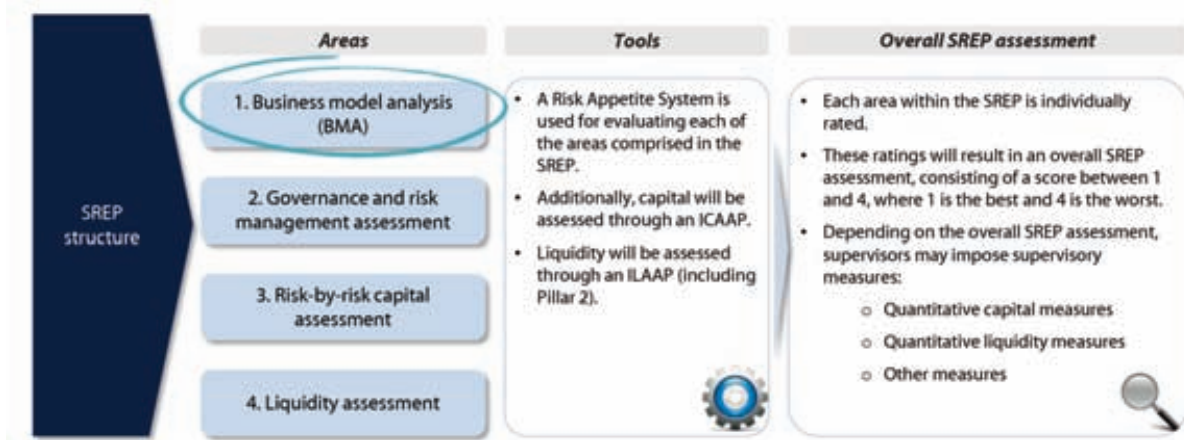 SREP
structure
Areas
1. Business model analysis
(BMA)
2. Governance and risk
management assessment
3. Risk-by-risk capital
assessment
4. Liquidity assessment
Tools
• A Risk Appetite System is
used for evaluating each of
the areas comprised in the
SREP.
• Additionally, capital will be
assessed through an ICAAP.
• Liquidity will be assessed
through an ILAAP (including
Pillar 2).
Overall SREP assessment
• Each area within the SREP is individually
rated.
• These ratings will result in an overall SREP
assessment, consisting of a score between 1
and 4, where 1 is the best and 4 is the worst.
• Depending on the overall SREP assessment,
supervisors may impose supervisory
measures:
o Quantitative capital measures
o Quantitative liquidity measures
o Other measures